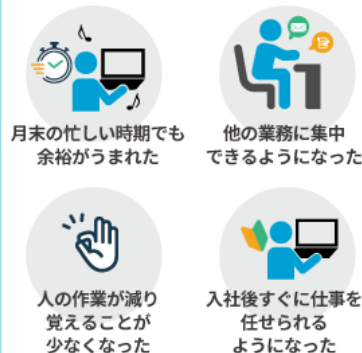 月末の忙しい時期でも
余裕がうまれた
他の業務に集中
できるようになった
人の作業が減り
覚えることが
少なくなった
入社後すぐに仕事を
任せられる
ようになった